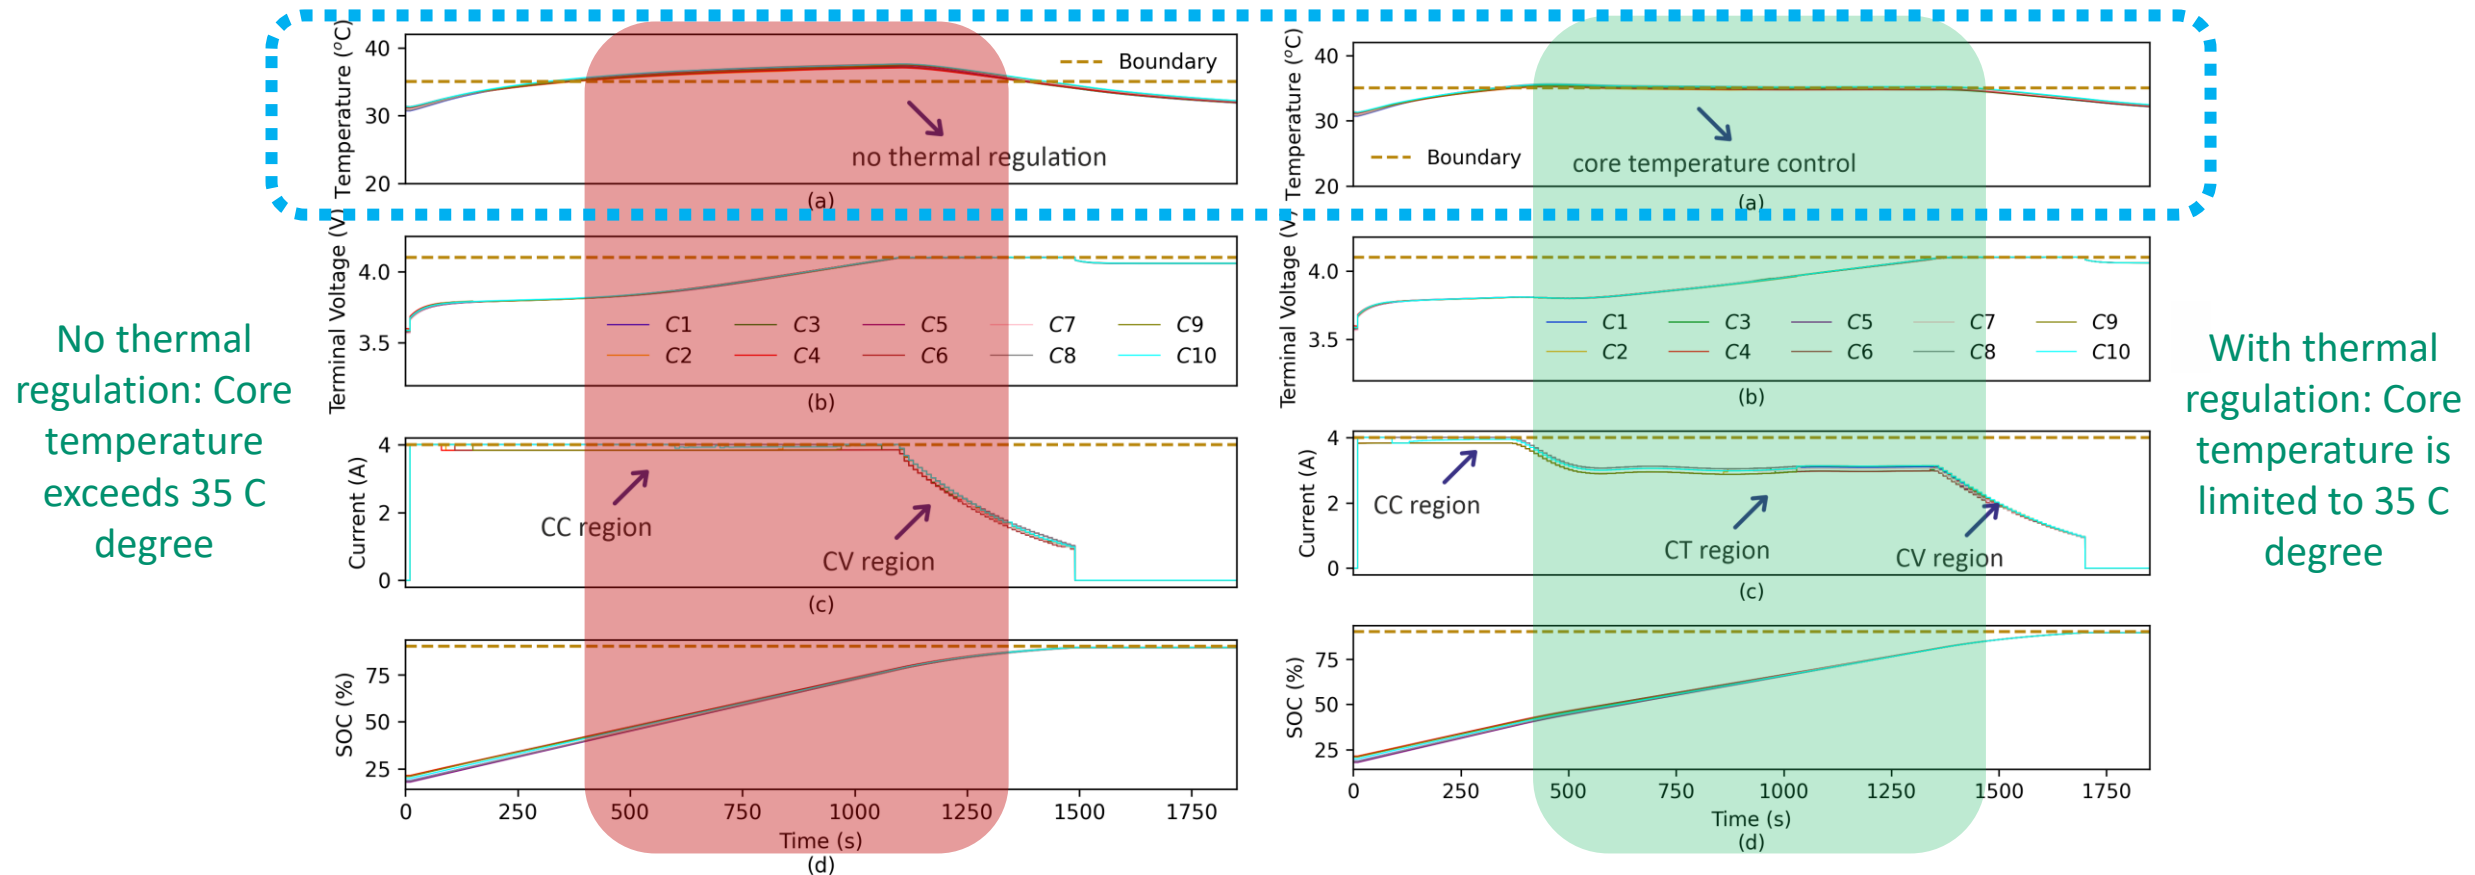 No thermal
regulation: Core
temperature
exceeds 35 C
degree
Temperature (°C)
40
30
20
Boundary
no thermal regulation
(a)
Terminal Voltage (V)
4.0
3.5
C1 C3 C5 C7 C9
C2 C4 C6 C8 C10
(b)
Current (A)
4
2
0
CC region
CV region
(c)
SOC (%)
75
50
25
0 250 500 750 1000 1250 1500 1750
Time (s)
(d)
Temperature (°C)
40
30
20
Boundary
core temperature control
(a)
Terminal Voltage (V)
4.0
3.5
C1 C3 C5 C7 C9
C2 C4 C6 C8 C10
(b)
Current (A)
4
2
0
CC region
CT region
CV region
(c)
SOC (%)
75
50
25
0 250 500 750 1000 1250 1500 1750
Time (s)
(d)
With thermal
regulation: Core
temperature is
limited to 35 C
degree